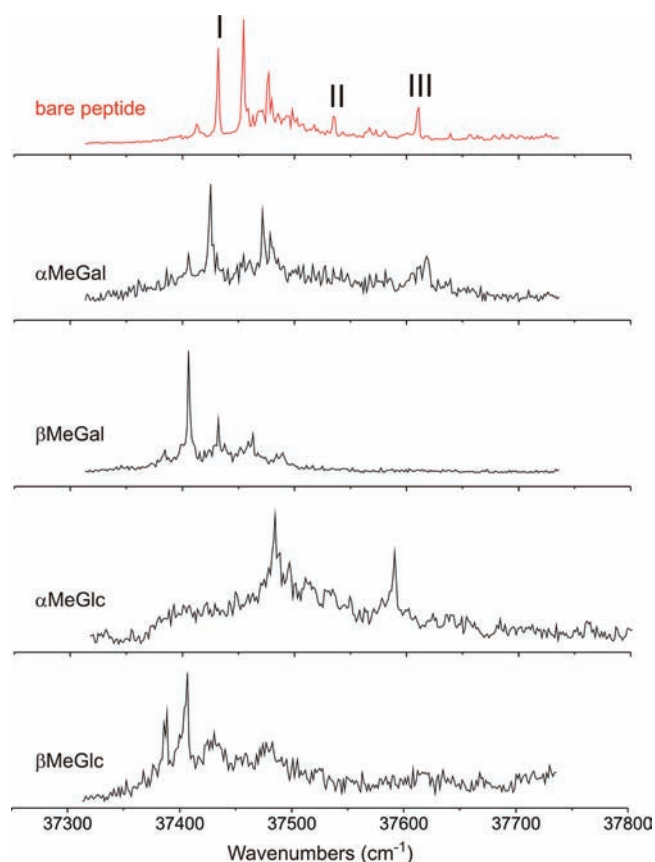 I
II
III
bare peptide
αMeGal
βMeGal
αMeGlc
βMeGlc
37300 37400 37500 37600 37700 37800
Wavenumbers (cm⁻¹)